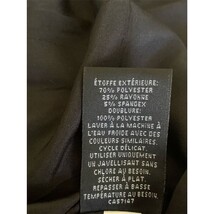 ÉTOFFE EXTÉRIEURE:
70% POLYESTER
25% RAYONNE
5% SPANDEX
DOUBLURE:
100% POLYESTER
LAVER À LA MACHINE À
L'EAU FROIDE AVEC DES
COULEURS SIMILAIRES.
CYCLE DÉLICAT.
UTILISER UNIQUEMENT
UN JAVELLISANT SANS
CHLORE AU BESOIN.
SÉCHER À PLAT.
REPASSER À BASSE
TEMPÉRATURE AU BESOIN.
CA57147